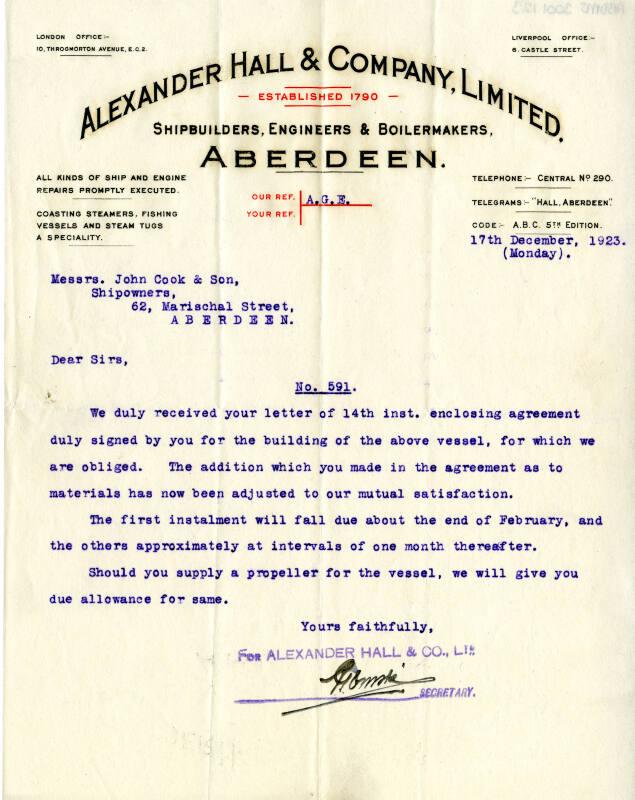 LONDON OFFICE:-
10, THROGMORTON AVENUE, E.C.2.
LIVERPOOL OFFICE:-
6. CASTLE STREET.
ALEXANDER HALL & COMPANY, LIMITED.
— ESTABLISHED 1790 —
SHIPBUILDERS, ENGINEERS & BOILERMAKERS,
ABERDEEN.
ALL KINDS OF SHIP AND ENGINE
REPAIRS PROMPTLY EXECUTED.
COASTING STEAMERS, FISHING
VESSELS AND STEAM TUGS
A SPECIALITY.
OUR REF. A.G.E.
YOUR REF.
TELEPHONE:- CENTRAL No 290.
TELEGRAMS:- "HALL, ABERDEEN".
CODE:- A.B.C. 5TH EDITION.
17th December, 1923.
(Monday).
Messrs. John Cook & Son,
Shipowners,
62, Marischal Street,
A B E R D E E N.
Dear Sirs,
No. 591.
We duly received your letter of 14th inst. enclosing agreement
duly signed by you for the building of the above vessel, for which we
are obliged. The addition which you made in the agreement as to
materials has now been adjusted to our mutual satisfaction.
The first instalment will fall due about the end of February, and
the others approximately at intervals of one month thereafter.
Should you supply a propeller for the vessel, we will give you
due allowance for same.
Yours faithfully,
FOR ALEXANDER HALL & CO., LTD.
SECRETARY.